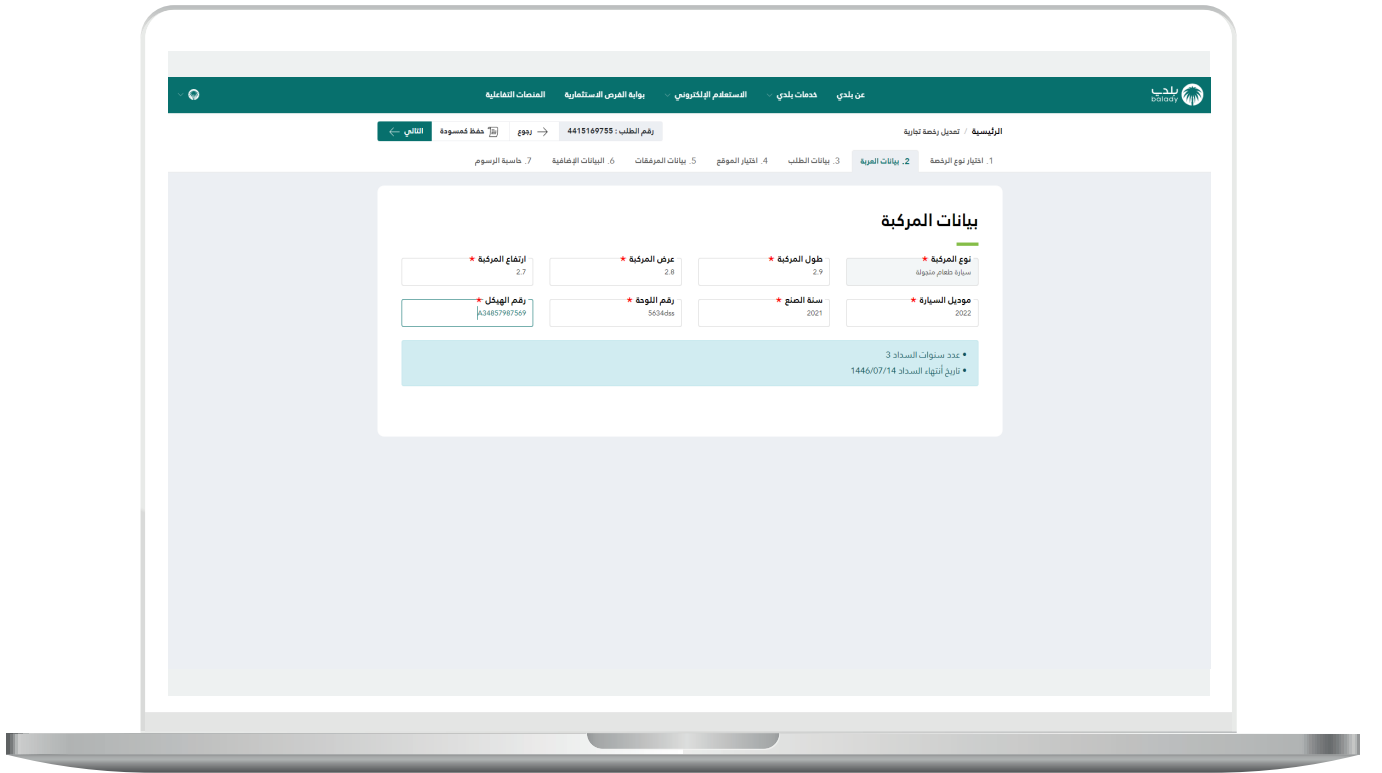 بلدي
balady
عن بلدي خدمات بلدي الاستعلام الإلكتروني بوابة الفرص الاستثمارية المنصات التفاعلية
الرئيسية / تعديل رخصة تجارية
رقم الطلب : 4415169755 رجوع حفظ كمسودة التالي
1. اختيار نوع الرخصة 2. بيانات العربة 3. بيانات الطلب 4. اختيار الموقع 5. بيانات المرفقات 6. البيانات الإضافية 7. حاسبة الرسوم
بيانات المركبة
نوع المركبة * طول المركبة * عرض المركبة * ارتفاع المركبة *
سيارة طعام متجولة 2.9 2.8 2.7
موديل السيارة * سنة الصنع * رقم اللوحة * رقم الهيكل *
2022 2021 5634dss A34857987569
• عدد سنوات السداد 3
• تاريخ أنتهاء السداد 1446/07/14